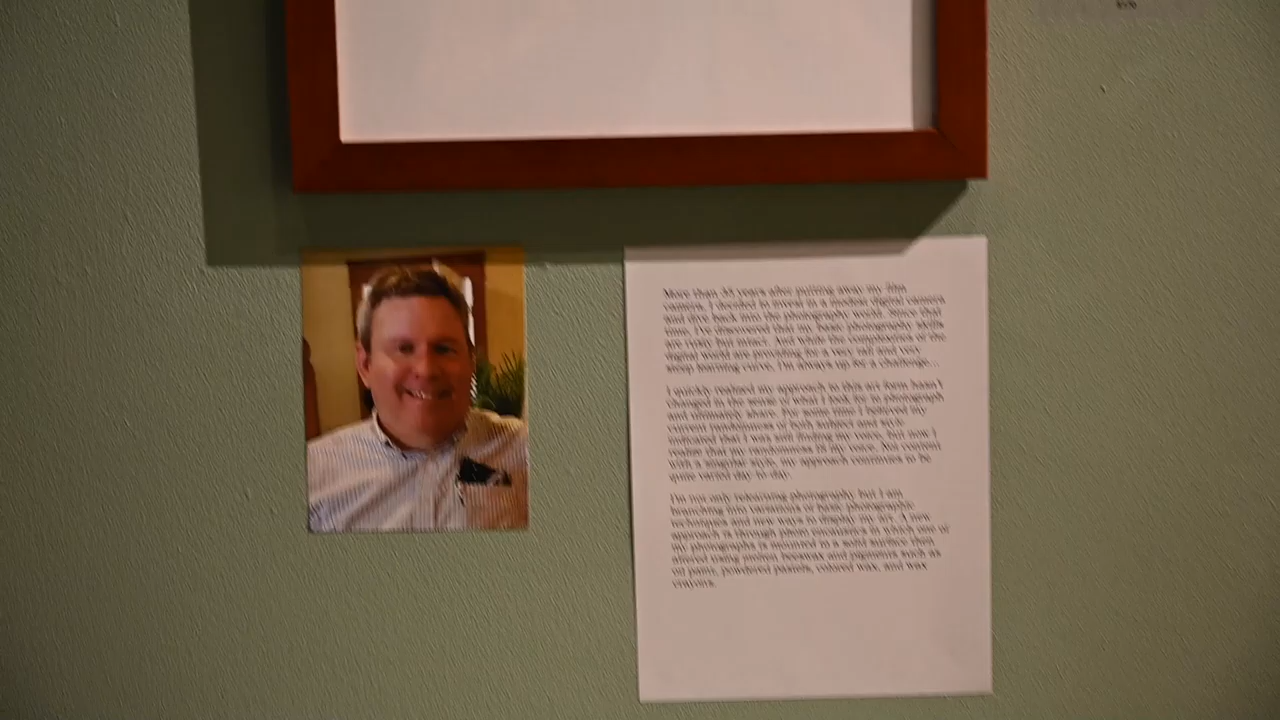 More than 35 years after putting away my film
camera, I decided to invest in a modern digital camera
and dive back into the photography world. Since that
time, I've discovered that my basic photography skills
are rusty but intact. And while the complexities of the
digital world are providing for a very tall and very
steep learning curve, I'm always up for a challenge...
I quickly realized my approach to this art form hasn't
changed in the sense of what I look for to photograph
and ultimately share. For some time I believed my
current randomness of both subject and style
indicated that I was still finding my voice, but now I
realize that my randomness IS my voice. Not content
with a singular style, my approach continues to be
quite varied day to day.
I'm not only relearning photography but I am
branching into variations of basic photographic
techniques and new ways to display my art. A new
approach is through photo encaustics in which one of
my photographs is mounted to a solid surface then
altered using molten beeswax and pigments such as
oil paint, powdered pastels, colored wax, and wax
crayons.